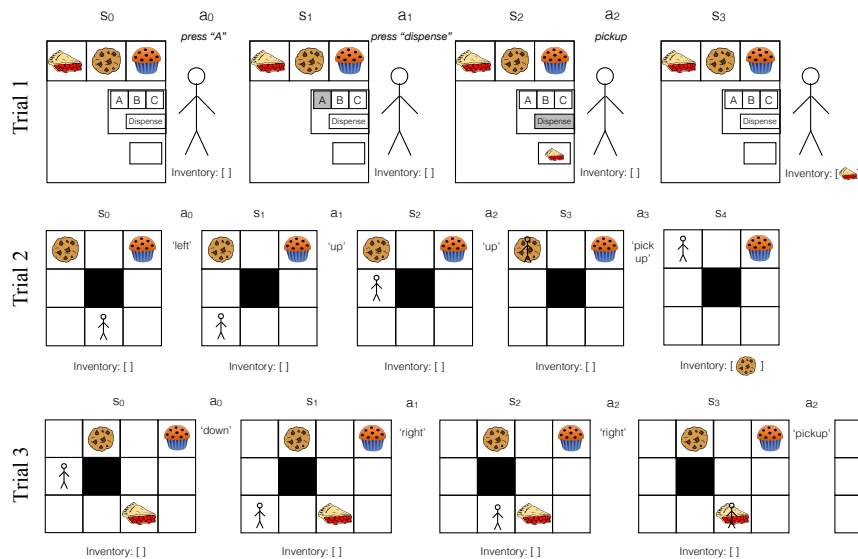 s₀ a₀ s₁ a₁ s₂ a₂ s₃
press “A” press “dispense” pickup
Trial 1
A B C A B C A B C A B C
Dispense Dispense Dispense Dispense
Inventory: [ ] Inventory: [ ] Inventory: [ ] Inventory: [
s₀ a₀ s₁ a₁ s₂ a₂ s₃ a₃ s₄
Trial 2
‘left’ ‘up’ ‘up’ ‘pick
up’
Inventory: [ ] Inventory: [ ] Inventory: [ ] Inventory: [ ] Inventory: [ ]
s₀ a₀ s₁ a₁ s₂ a₂ s₃ a₂
Trial 3
‘down’ ‘right’ ‘right’ ‘pickup’
Inventory: [ ] Inventory: [ ] Inventory: [ ] Inventory: [ ]